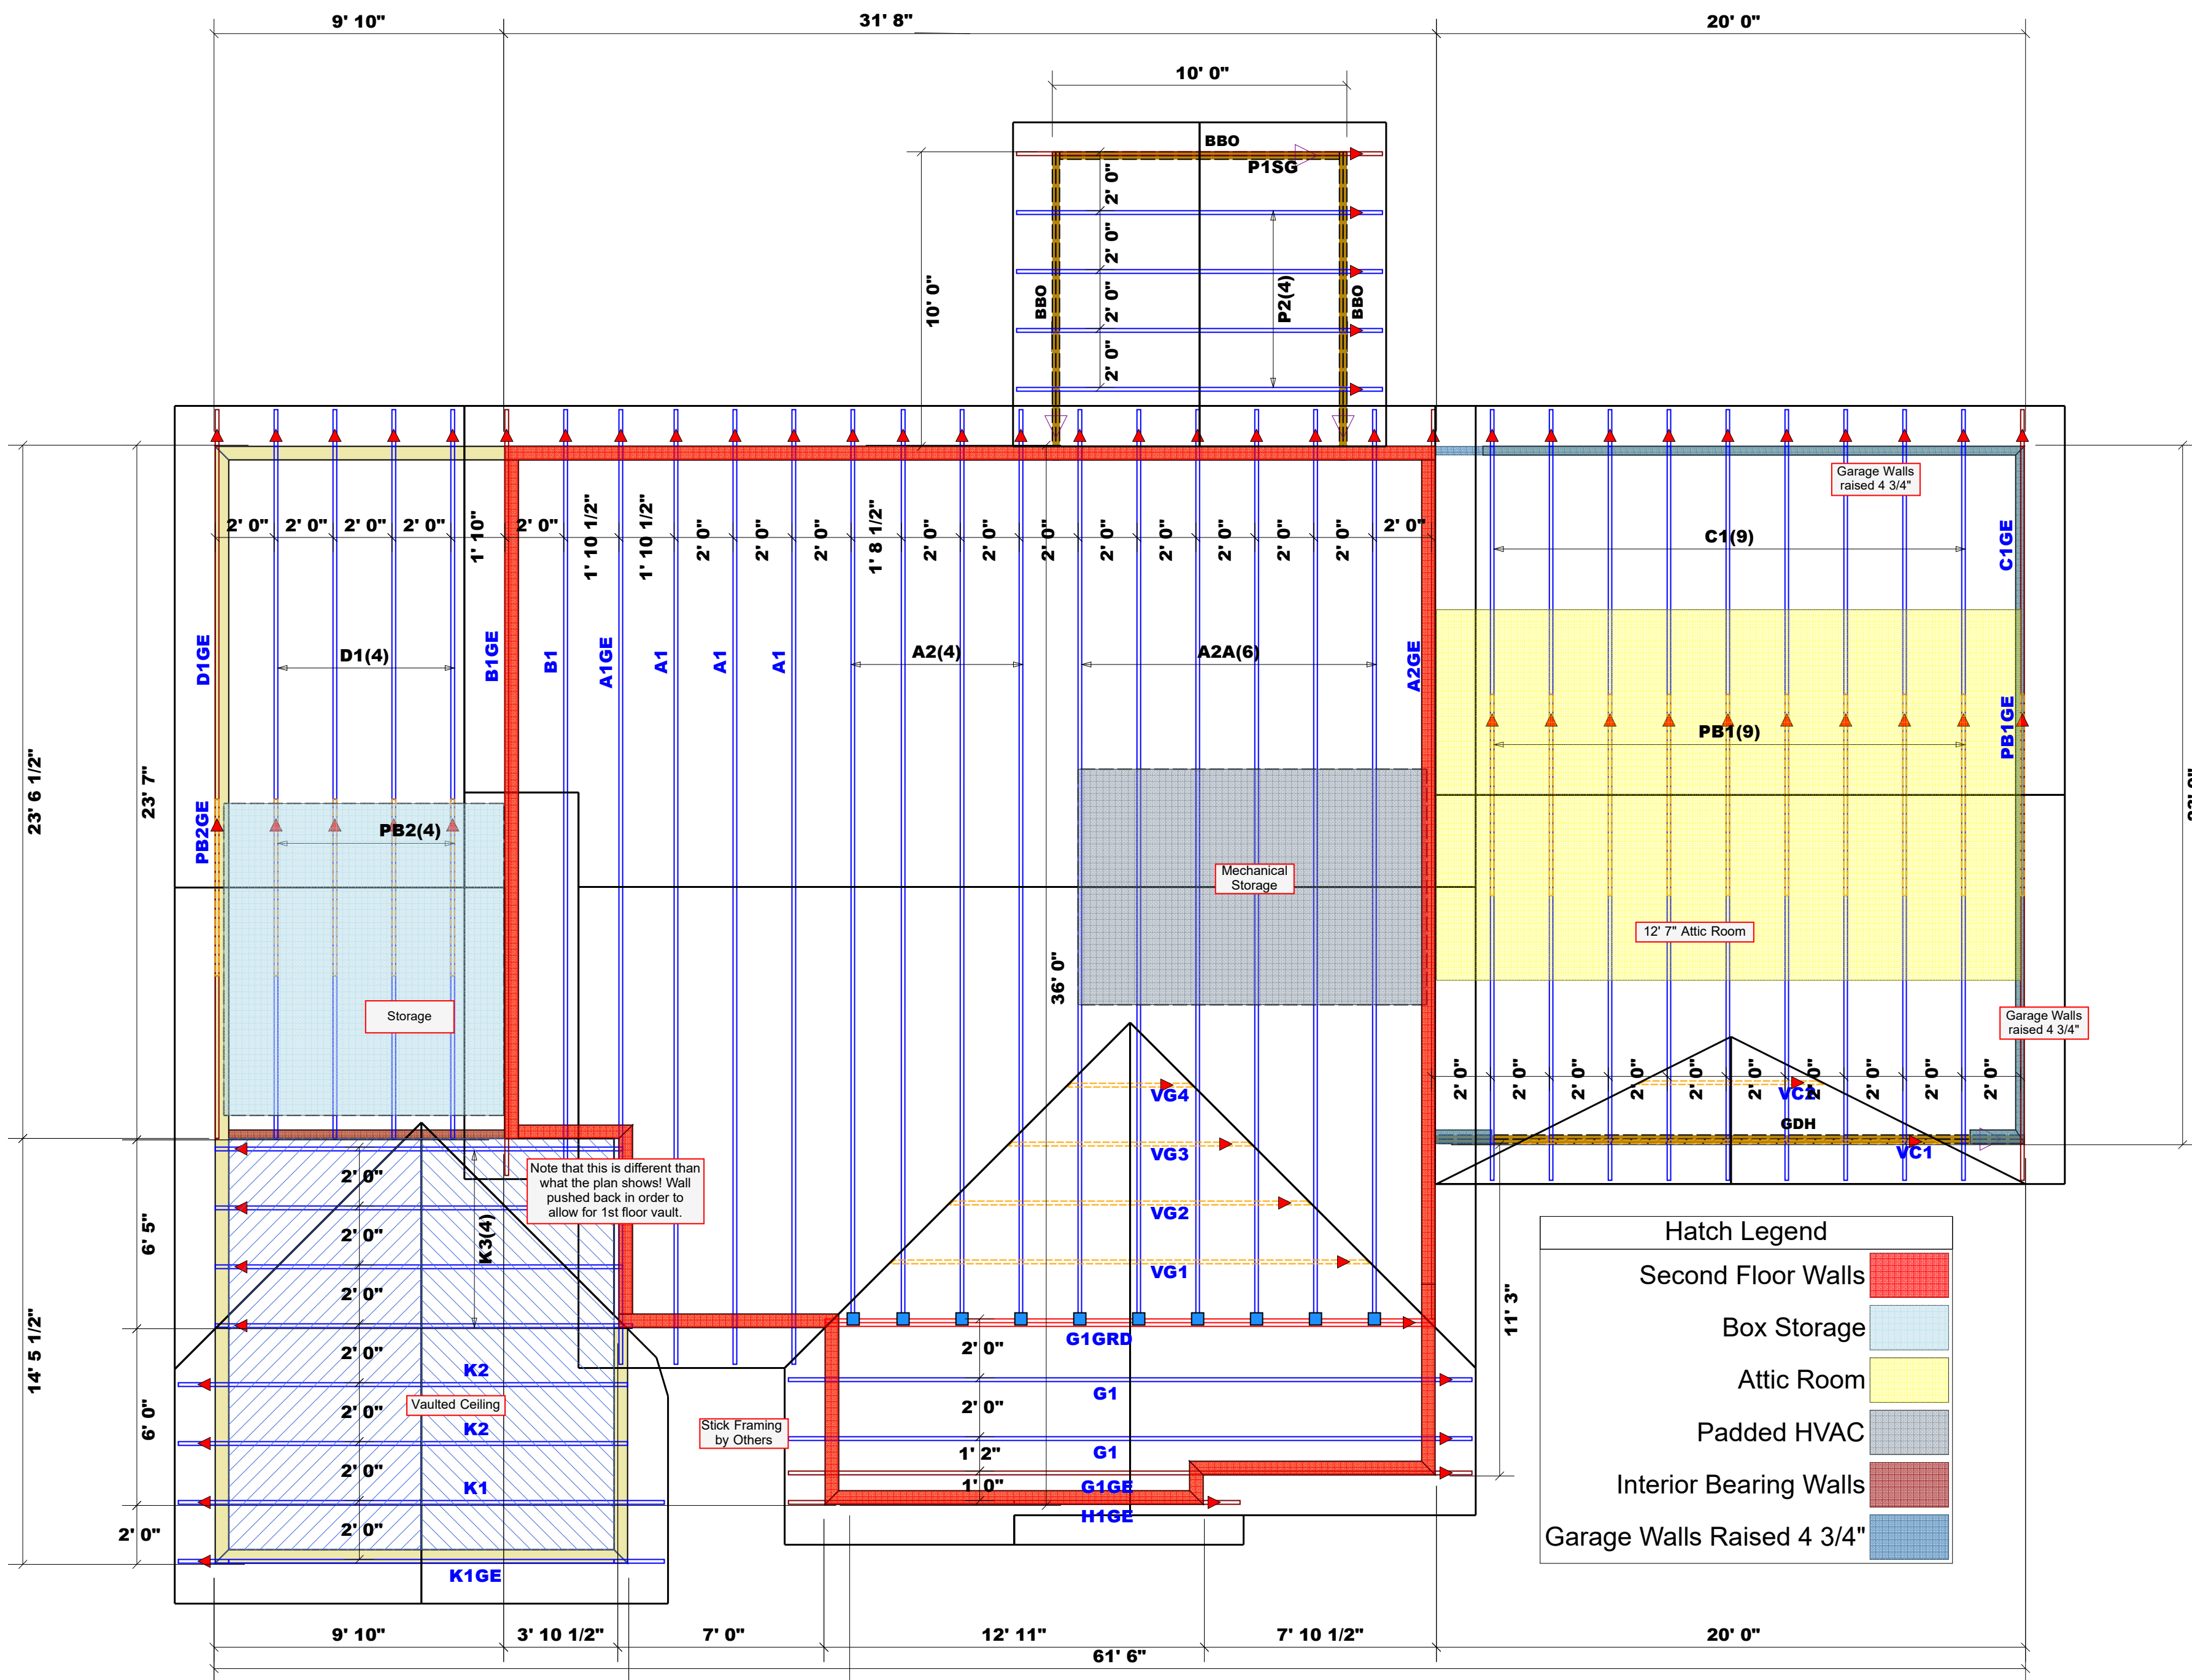 9' 10"
31' 8"
20' 0"
10' 0"
BBO
P1SG
2' 0"
2' 0"
2' 0"
2' 0"
10' 0"
BBO
P2(4)
BBO
Garage Walls
raised 4 3/4"
2' 0"
2' 0"
2' 0"
2' 0"
1' 10"
2' 0"
1' 10 1/2"
1' 10 1/2"
2' 0"
2' 0"
2' 0"
1' 8 1/2"
2' 0"
2' 0"
2' 0"
2' 0"
2' 0"
2' 0"
2' 0"
2' 0"
2' 0"
C1(9)
C1GE
D1GE
D1(4)
B1GE
B1
A1GE
A1
A1
A1
A2(4)
A2A(6)
A2GE
PB1(9)
PB1GE
23' 6 1/2"
23' 7"
PB2GE
PB2(4)
Mechanical
Storage
12' 7" Attic Room
36' 0"
Storage
Garage Walls
raised 4 3/4"
2' 0"
2' 0"
2' 0"
2' 0"
2' 0"
2' 0"
2' 0"
2' 0"
2' 0"
2' 0"
VG4
VC2
GDH
VC1
VG3
Note that this is different than
what the plan shows! Wall
pushed back in order to
allow for 1st floor vault.
2' 0"
2' 0"
2' 0"
2' 0"
2' 0"
2' 0"
2' 0"
K3(4)
6' 5"
14' 5 1/2"
6' 0"
2' 0"
VG2
VG1
G1GRD
11' 3"
2' 0"
K2
Vaulted Ceiling
K2
K1
K1GE
G1
2' 0"
Stick Framing
by Others
G1
1' 2"
G1GE
1' 0"
H1GE
Hatch Legend
Second Floor Walls
Box Storage
Attic Room
Padded HVAC
Interior Bearing Walls
Garage Walls Raised 4 3/4"
9' 10"
3' 10 1/2"
7' 0"
12' 11"
7' 10 1/2"
20' 0"
61' 6"